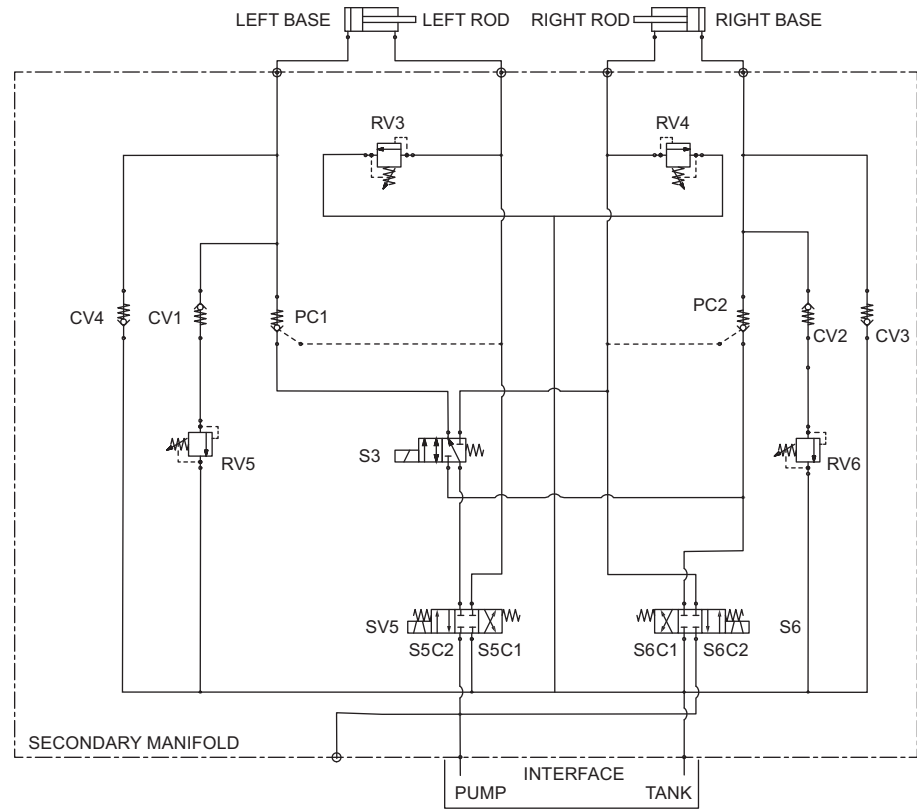 LEFT BASE
LEFT ROD
RIGHT ROD
RIGHT BASE
RV3
RV4
CV4
CV1
PC1
PC2
CV2
CV3
S3
RV5
RV6
SV5
S5C2
S5C1
S6C1
S6C2
S6
SECONDARY MANIFOLD
INTERFACE
PUMP
TANK